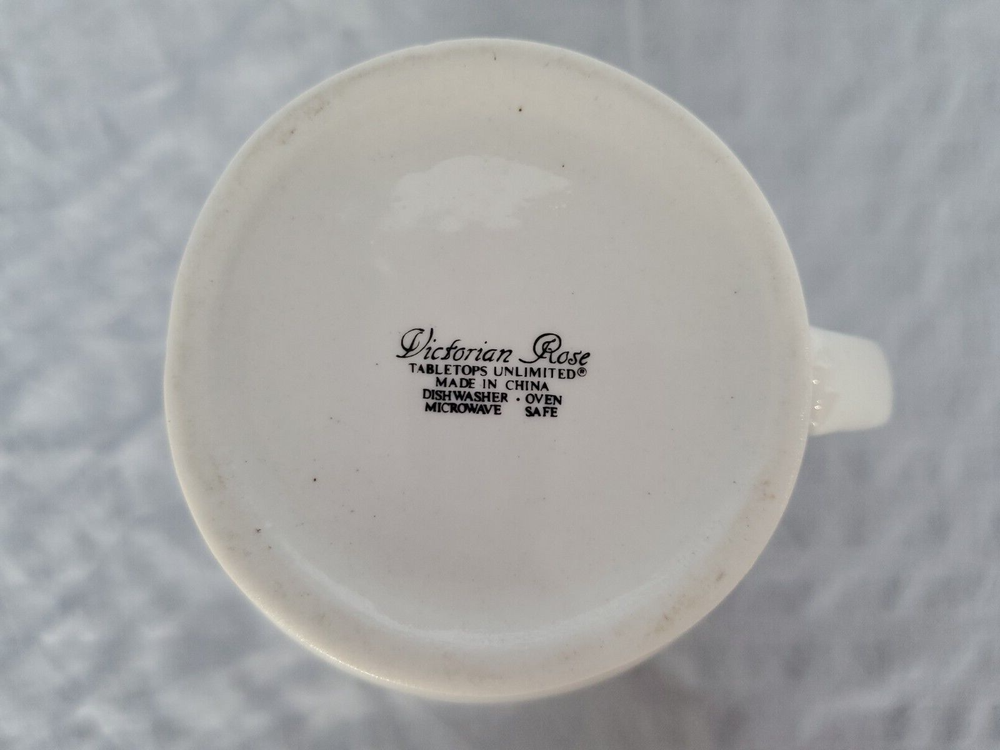 Victorian Rose
TABLETOPS UNLIMITED®
MADE IN CHINA
DISHWASHER · OVEN
MICROWAVE SAFE